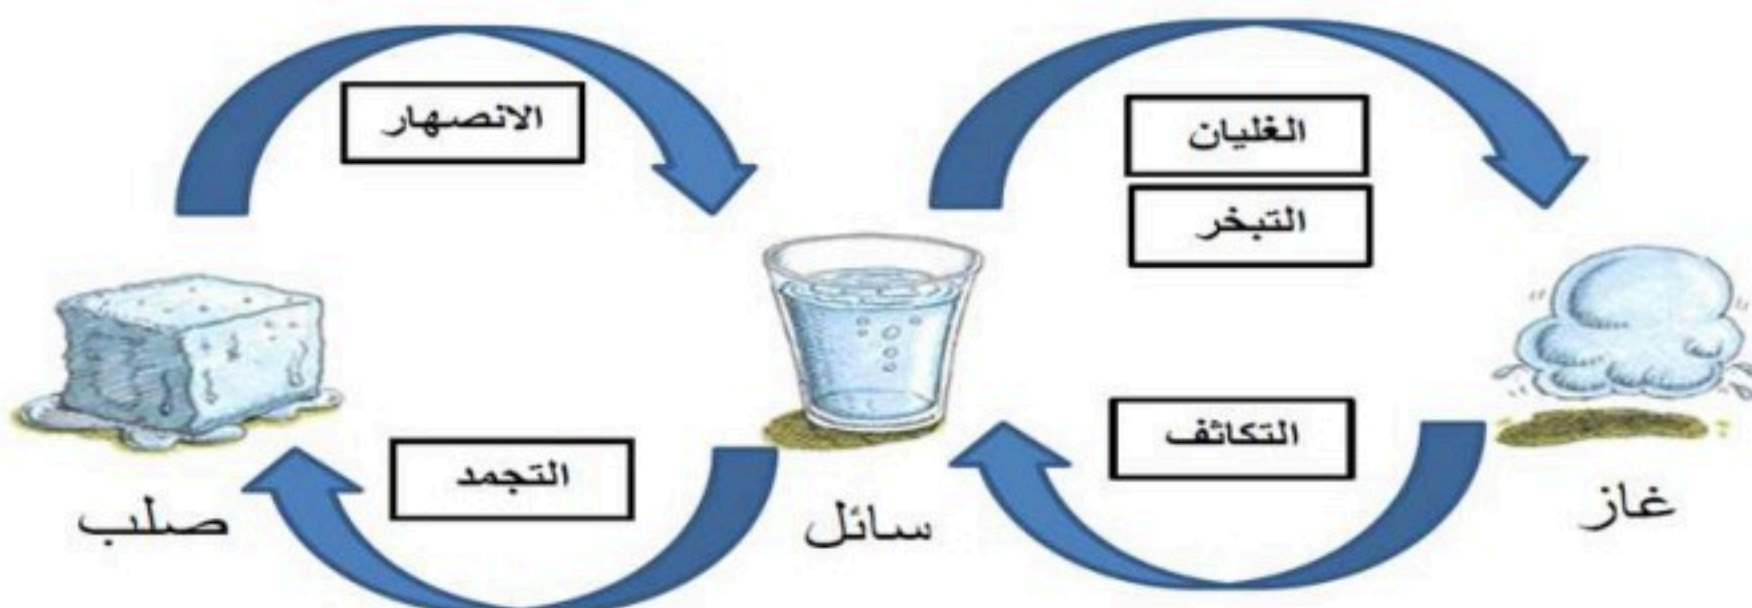 الانصهار
الغليان
التبخر
التكاثف
التجمد
صلب
سائل
غاز